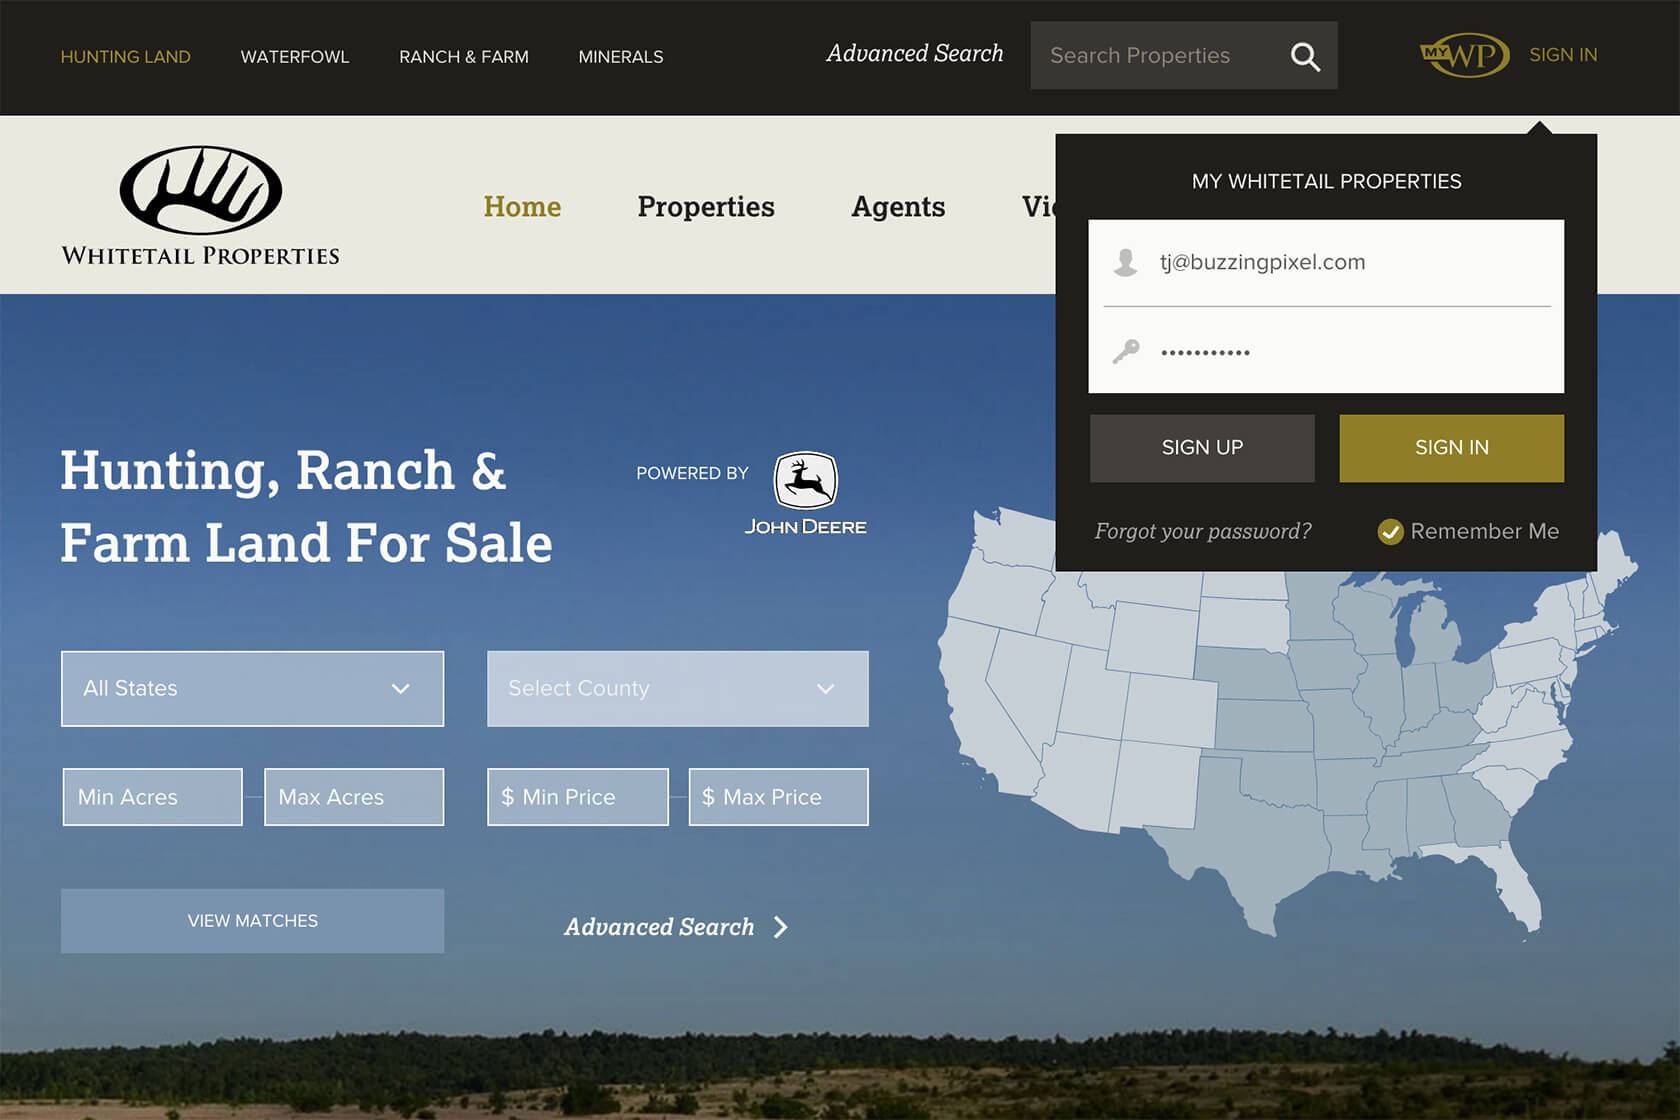 HUNTING LAND WATERFOWL RANCH & FARM MINERALS Advanced Search Search Properties MY WP SIGN IN
WHITETAIL PROPERTIES
Home Properties Agents
MY WHITETAIL PROPERTIES
tj@buzzingpixel.com
•••••••••••
SIGN UP SIGN IN
Forgot your password? Remember Me
Hunting, Ranch &
Farm Land For Sale
POWERED BY
JOHN DEERE
All States Select County
Min Acres Max Acres $ Min Price $ Max Price
VIEW MATCHES Advanced Search